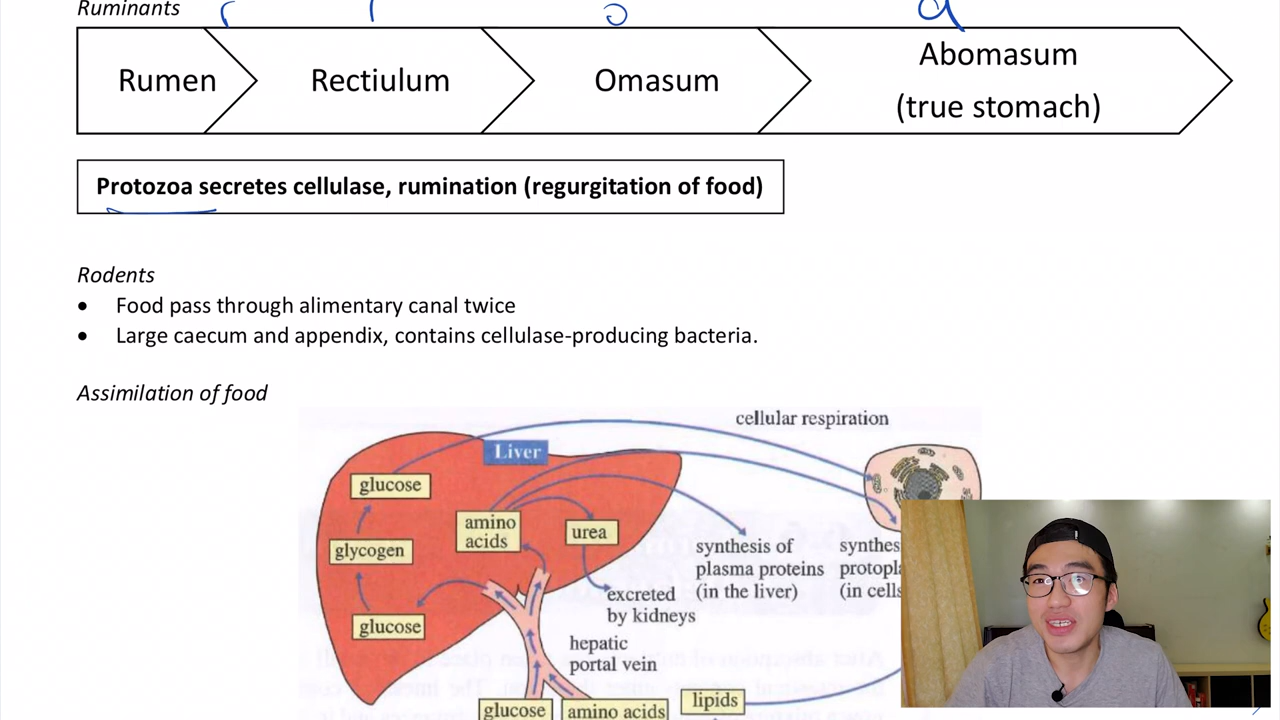 Ruminants
r r o a
Rumen
Rectiulum
Omasum
Abomasum
(true stomach)
Protozoa secretes cellulase, rumination (regurgitation of food)
Rodents
• Food pass through alimentary canal twice
• Large caecum and appendix, contains cellulase-producing bacteria.
Assimilation of food
cellular respiration
Liver
glucose
amino
acids
urea
glycogen
synthesis of
plasma proteins
(in the liver)
excreted
by kidneys
glucose
hepatic
portal vein
glucose
amino acids
lipids